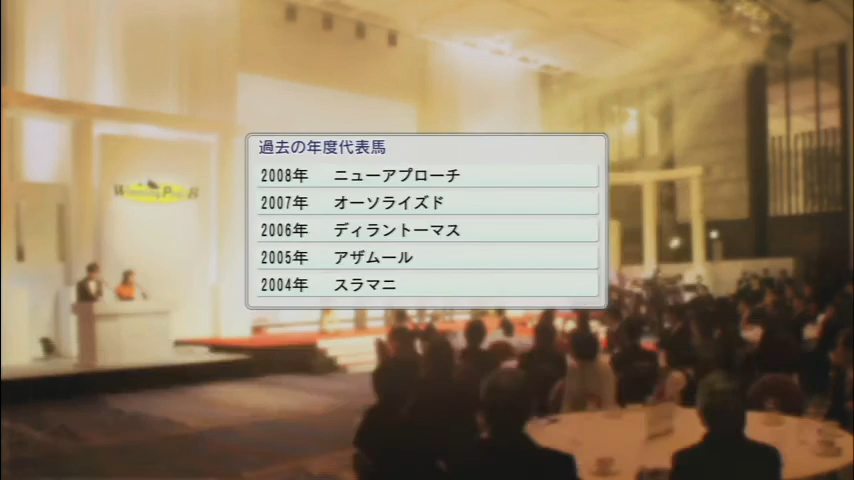 過去の年度代表馬
2008年 ニューアプローチ
2007年 オーソライズド
2006年 ディラントーマス
2005年 アザムール
2004年 スラマニ
Winning Post